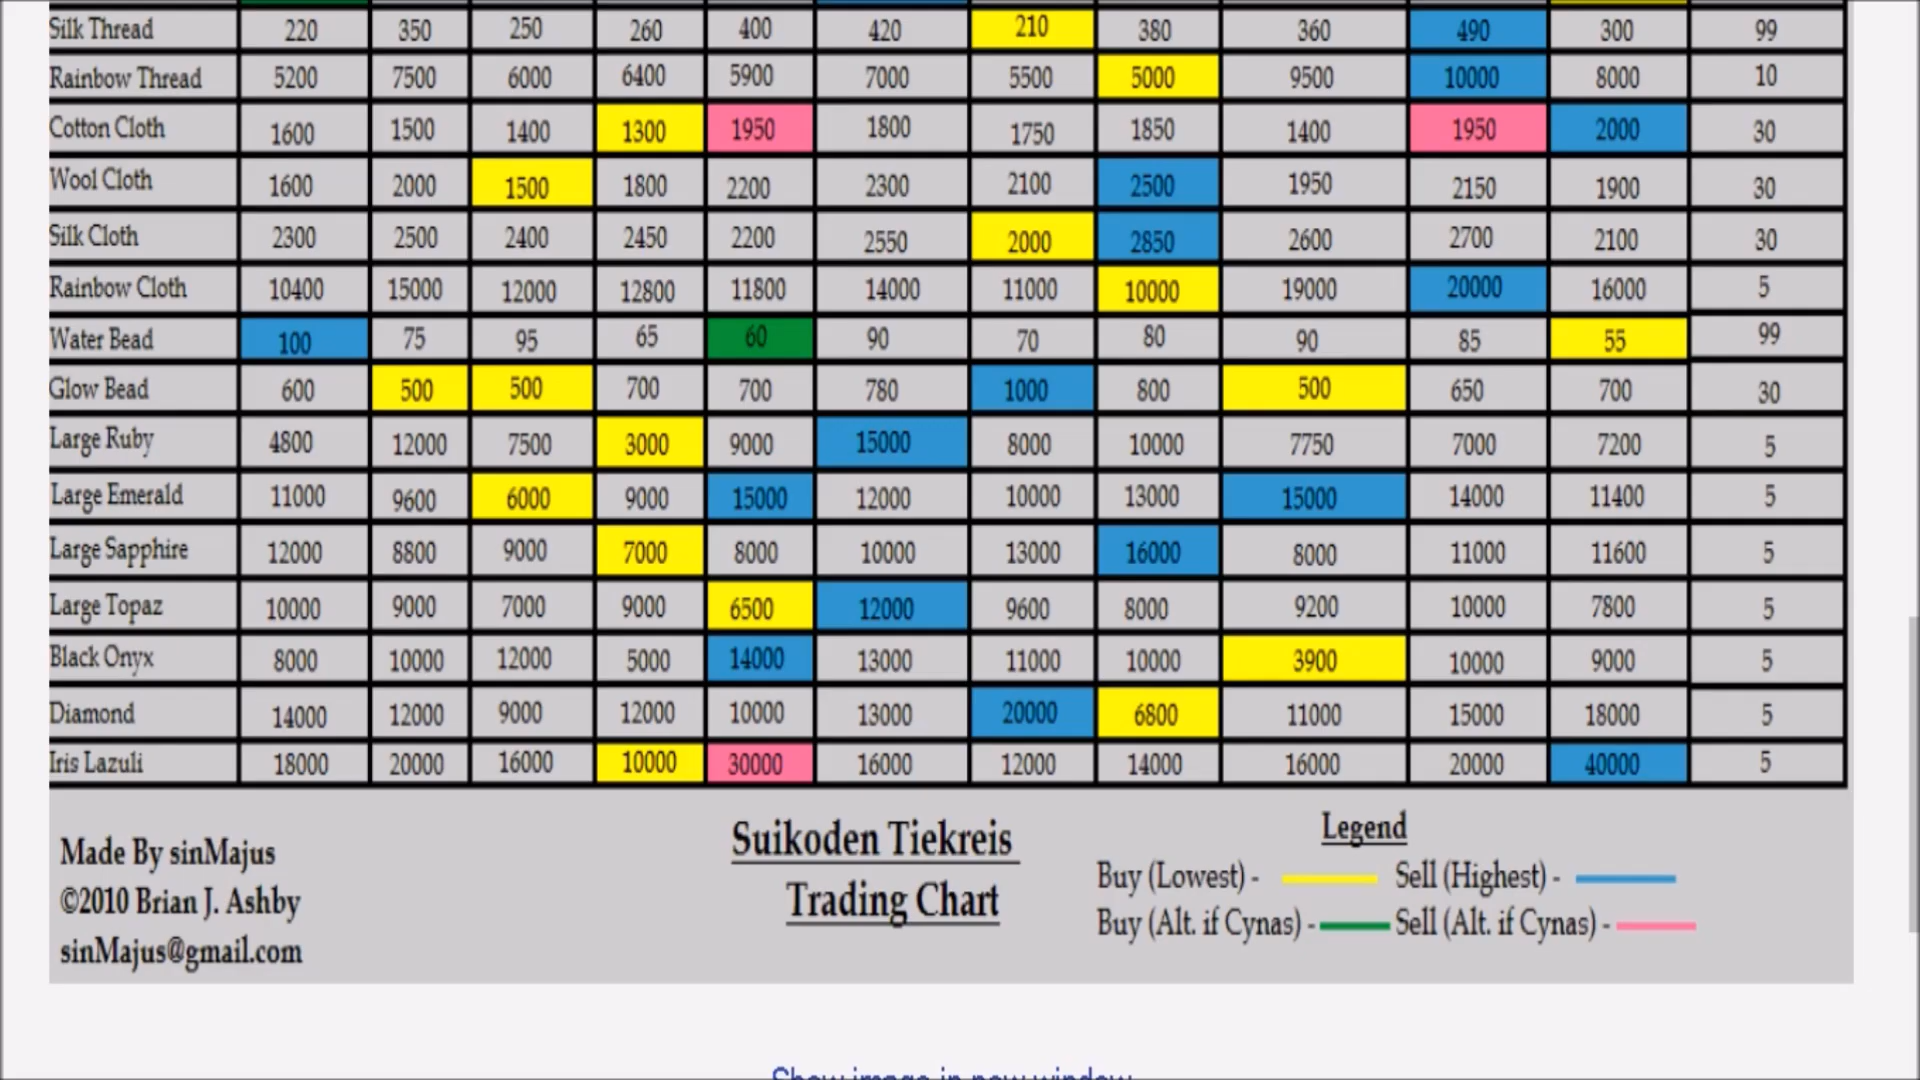 Silk Thread 220 350 250 260 400 420 210 380 360 490 300 99
Rainbow Thread 5200 7500 6000 6400 5900 7000 5500 5000 9500 10000 8000 10
Cotton Cloth 1600 1500 1400 1300 1950 1800 1750 1850 1400 1950 2000 30
Wool Cloth 1600 2000 1500 1800 2200 2300 2100 2500 1950 2150 1900 30
Silk Cloth 2300 2500 2400 2450 2200 2550 2000 2850 2600 2700 2100 30
Rainbow Cloth 10400 15000 12000 12800 11800 14000 11000 10000 19000 20000 16000 5
Water Bead 100 75 95 65 60 90 70 80 90 85 55 99
Glow Bead 600 500 500 700 700 780 1000 800 500 650 700 30
Large Ruby 4800 12000 7500 3000 9000 15000 8000 10000 7750 7000 7200 5
Large Emerald 11000 9600 6000 9000 15000 12000 10000 13000 15000 14000 11400 5
Large Sapphire 12000 8800 9000 7000 8000 10000 13000 16000 8000 11000 11600 5
Large Topaz 10000 9000 7000 9000 6500 12000 9600 8000 9200 10000 7800 5
Black Onyx 8000 10000 12000 5000 14000 13000 11000 10000 3900 10000 9000 5
Diamond 14000 12000 9000 12000 10000 13000 20000 6800 11000 15000 18000 5
Iris Lazuli 18000 20000 16000 10000 30000 16000 12000 14000 16000 20000 40000 5
Made By sinMajus
©2010 Brian J. Ashby
sinMajus@gmail.com
Suikoden Tiekreis
Trading Chart
Legend
Buy (Lowest) - Sell (Highest) -
Buy (Alt. if Cynas) - Sell (Alt. if Cynas) -
Show image in new window